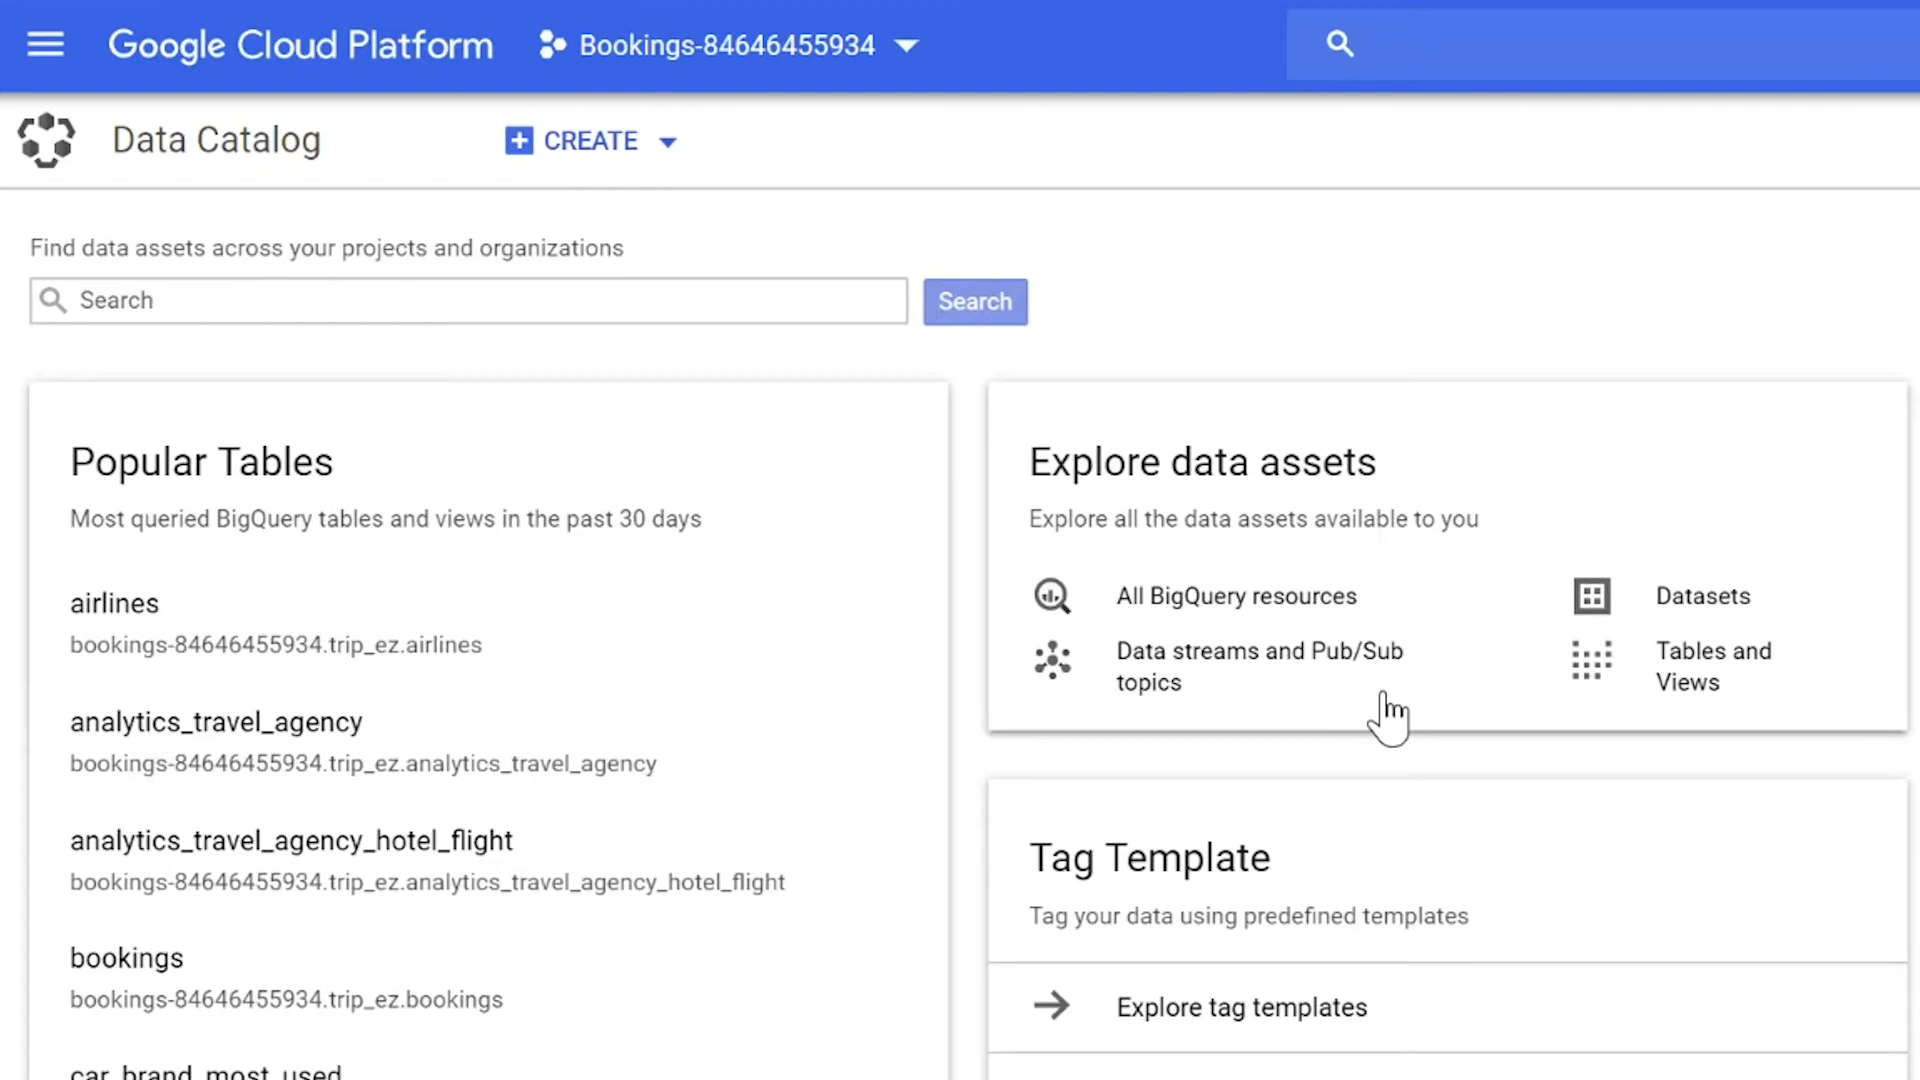 Google Cloud Platform
Bookings-84646455934
Data Catalog
CREATE
Find data assets across your projects and organizations
Search
Search
Popular Tables
Most queried BigQuery tables and views in the past 30 days
airlines
bookings-84646455934.trip_ez.airlines
analytics_travel_agency
bookings-84646455934.trip_ez.analytics_travel_agency
analytics_travel_agency_hotel_flight
bookings-84646455934.trip_ez.analytics_travel_agency_hotel_flight
bookings
bookings-84646455934.trip_ez.bookings
car_brand_most_used
Explore data assets
Explore all the data assets available to you
All BigQuery resources
Datasets
Data streams and Pub/Sub
topics
Tables and
Views
Tag Template
Tag your data using predefined templates
Explore tag templates